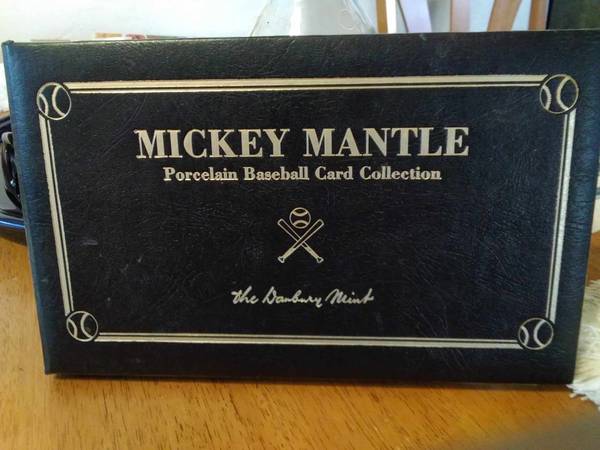 MICKEY MANTLE
Porcelain Baseball Card Collection
the Danbury Mint